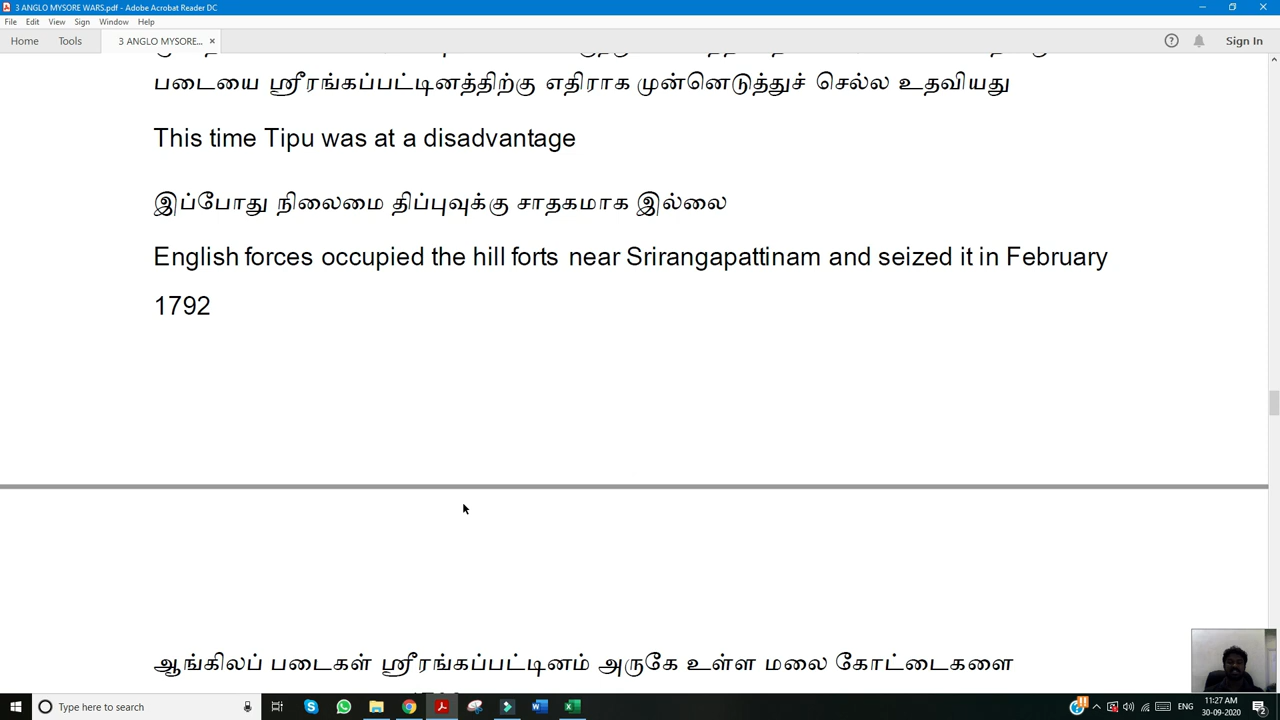 3 ANGLO MYSORE WARS.pdf - Adobe Acrobat Reader DC
File Edit View Sign Window Help
Home Tools 3 ANGLO MYSORE... × Sign In
படையை ஸ்ரீரங்கப்பட்டினத்திற்கு எதிராக முன்னெடுத்துச் செல்ல உதவியது
This time Tipu was at a disadvantage
இப்போது நிலைமை திப்புவுக்கு சாதகமாக இல்லை
English forces occupied the hill forts near Srirangapattinam and seized it in February
1792
ஆங்கிலப் படைகள் ஸ்ரீரங்கப்பட்டினம் அருகே உள்ள மலை கோட்டைகளை
Type here to search
ENG
11:27 AM
30-09-2020
2